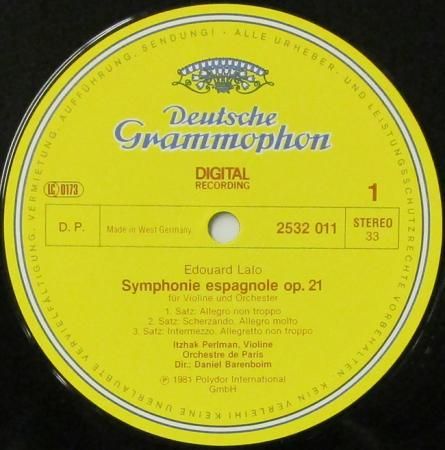 ALLE URHEBER- UND LEISTUNGSSCHUTZRECHTE VORBEHALTEN. KEIN VERLEIH! KEINE UNERLAUBTE VERVIELFÄLTIGUNG, VERMIETUNG, AUFFÜHRUNG, SENDUNG! -
Deutsche
Grammophon
DIGITAL
RECORDING
LC 0173
1
D. P.
Made in West Germany
2532 011
STEREO
33
Edouard Lalo
Symphonie espagnole op. 21
für Violine und Orchester
1. Satz: Allegro non troppo
2. Satz: Scherzando. Allegro molto
3. Satz: Intermezzo. Allegretto non troppo
Itzhak Perlman, Violine
Orchestre de Paris
Dir.: Daniel Barenboim
℗ 1981 Polydor International
GmbH